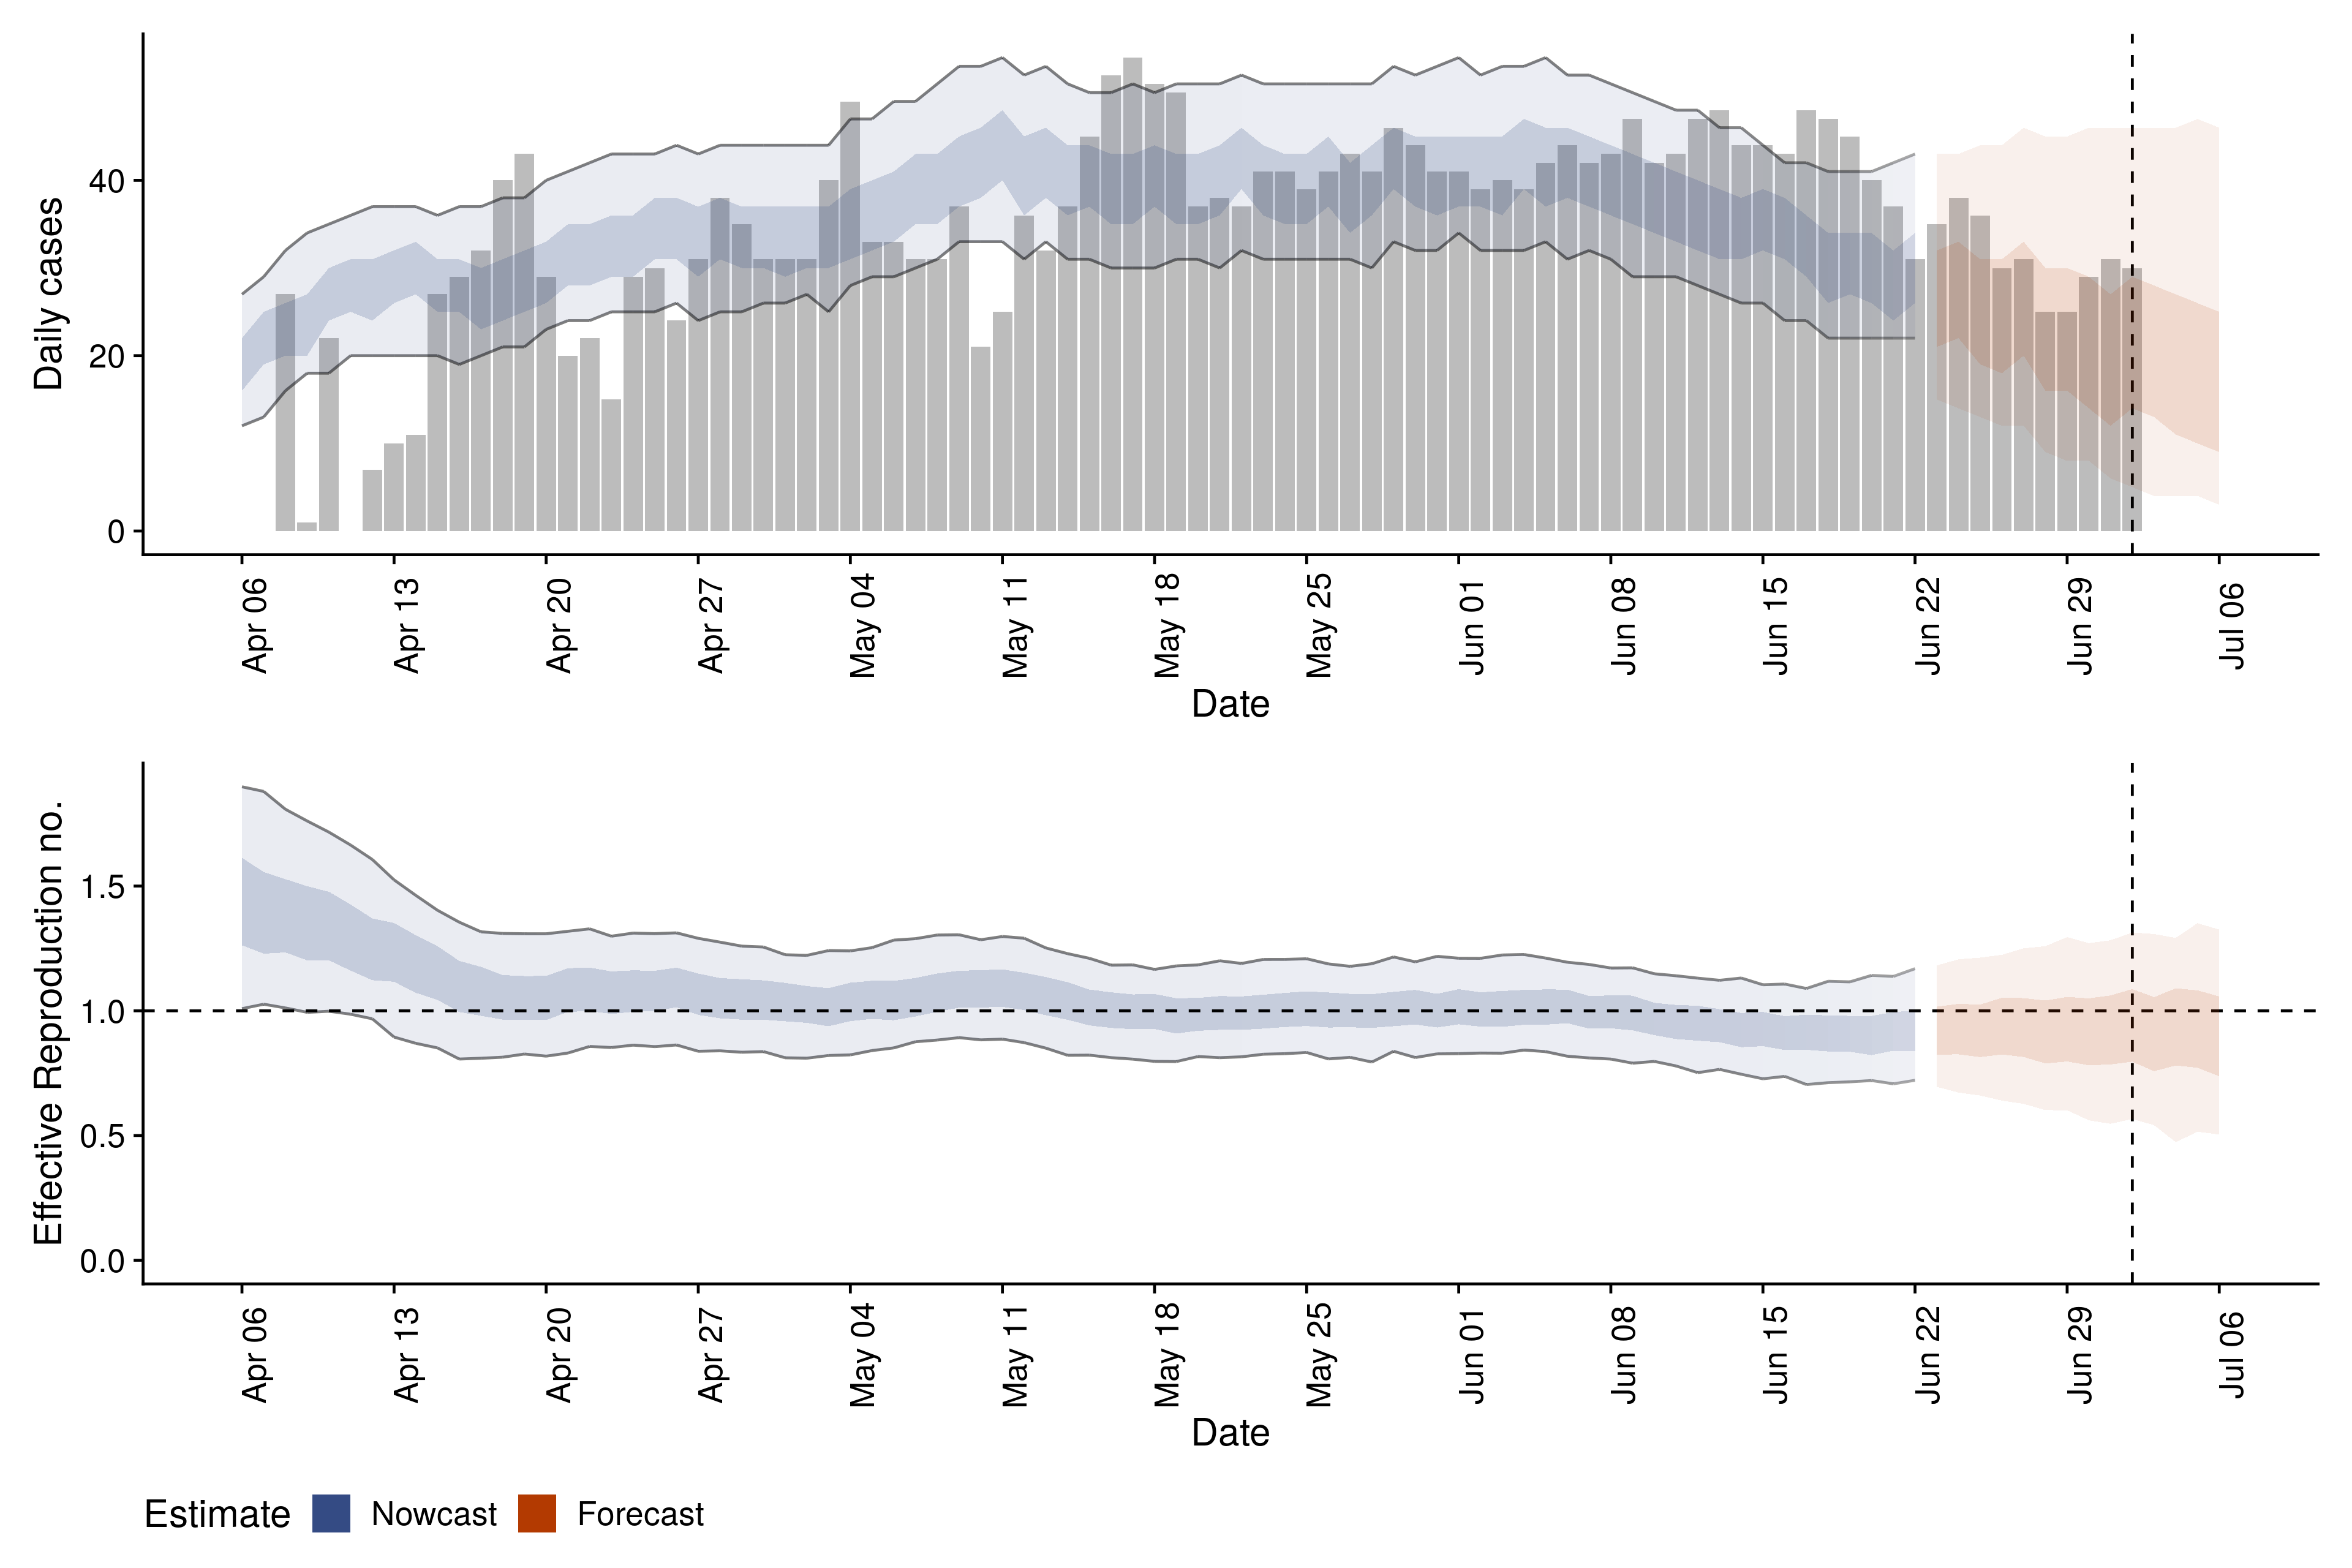 Daily cases
40
20
0
Apr 06
Apr 13
Apr 20
Apr 27
May 04
May 11
May 18
May 25
Jun 01
Jun 08
Jun 15
Jun 22
Jun 29
Jul 06
Date
Effective Reproduction no.
1.5
1.0
0.5
0.0
Apr 06
Apr 13
Apr 20
Apr 27
May 04
May 11
May 18
May 25
Jun 01
Jun 08
Jun 15
Jun 22
Jun 29
Jul 06
Date
Estimate Nowcast Forecast